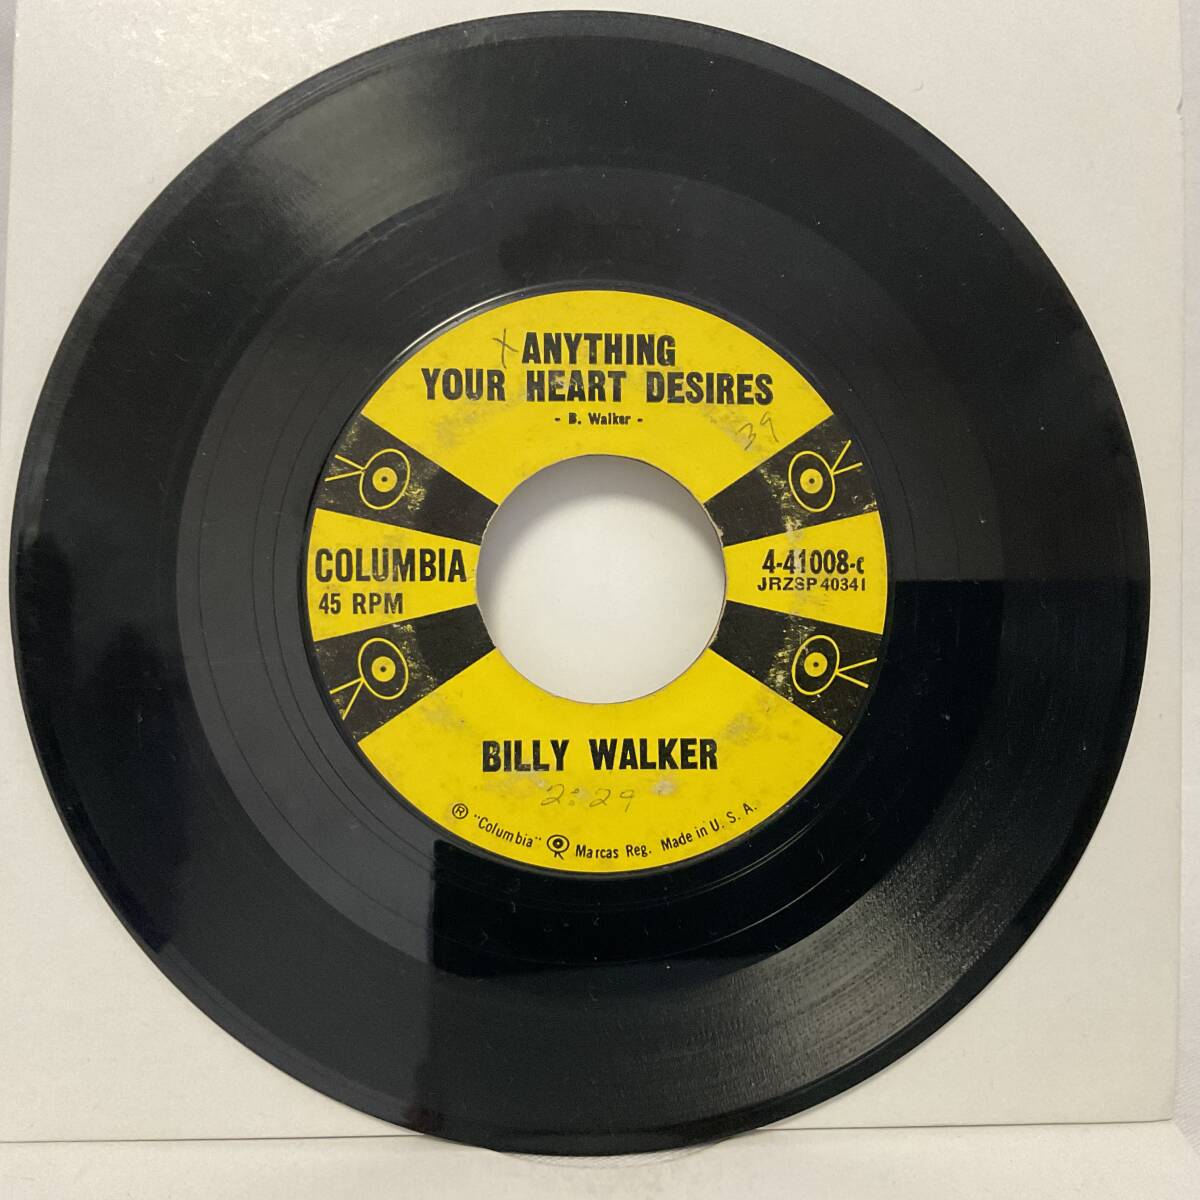 x ANYTHING
YOUR HEART DESIRES
- B. Walker -
39
COLUMBIA
45 RPM
4-41008-c
JRZSP 40341
BILLY WALKER
2:29
® "Columbia" Marcas Reg. Made in U. S. A.